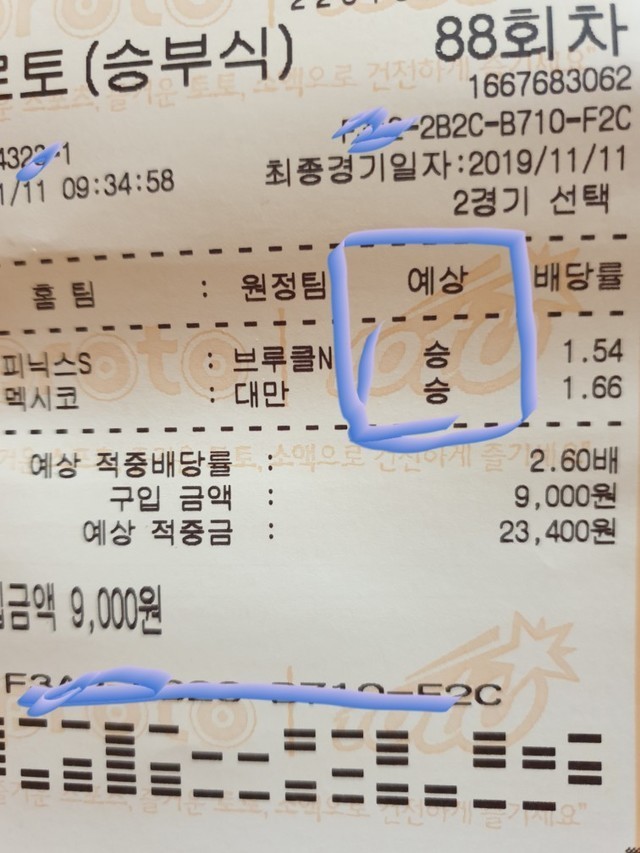 로토(승부식) 88회차
1667683062
-2B2C-B710-F2C
-1
최종경기일자:2019/11/11
1/11 09:34:58
2경기 선택
홈팀 : 원정팀 예상 배당률
피닉스S : 브루클N 승 1.54
멕시코 : 대만 승 1.66
예상 적중배당률 : 2.60배
구입 금액 : 9,000원
예상 적중금 : 23,400원
금액 9,000원
-F2C
proto